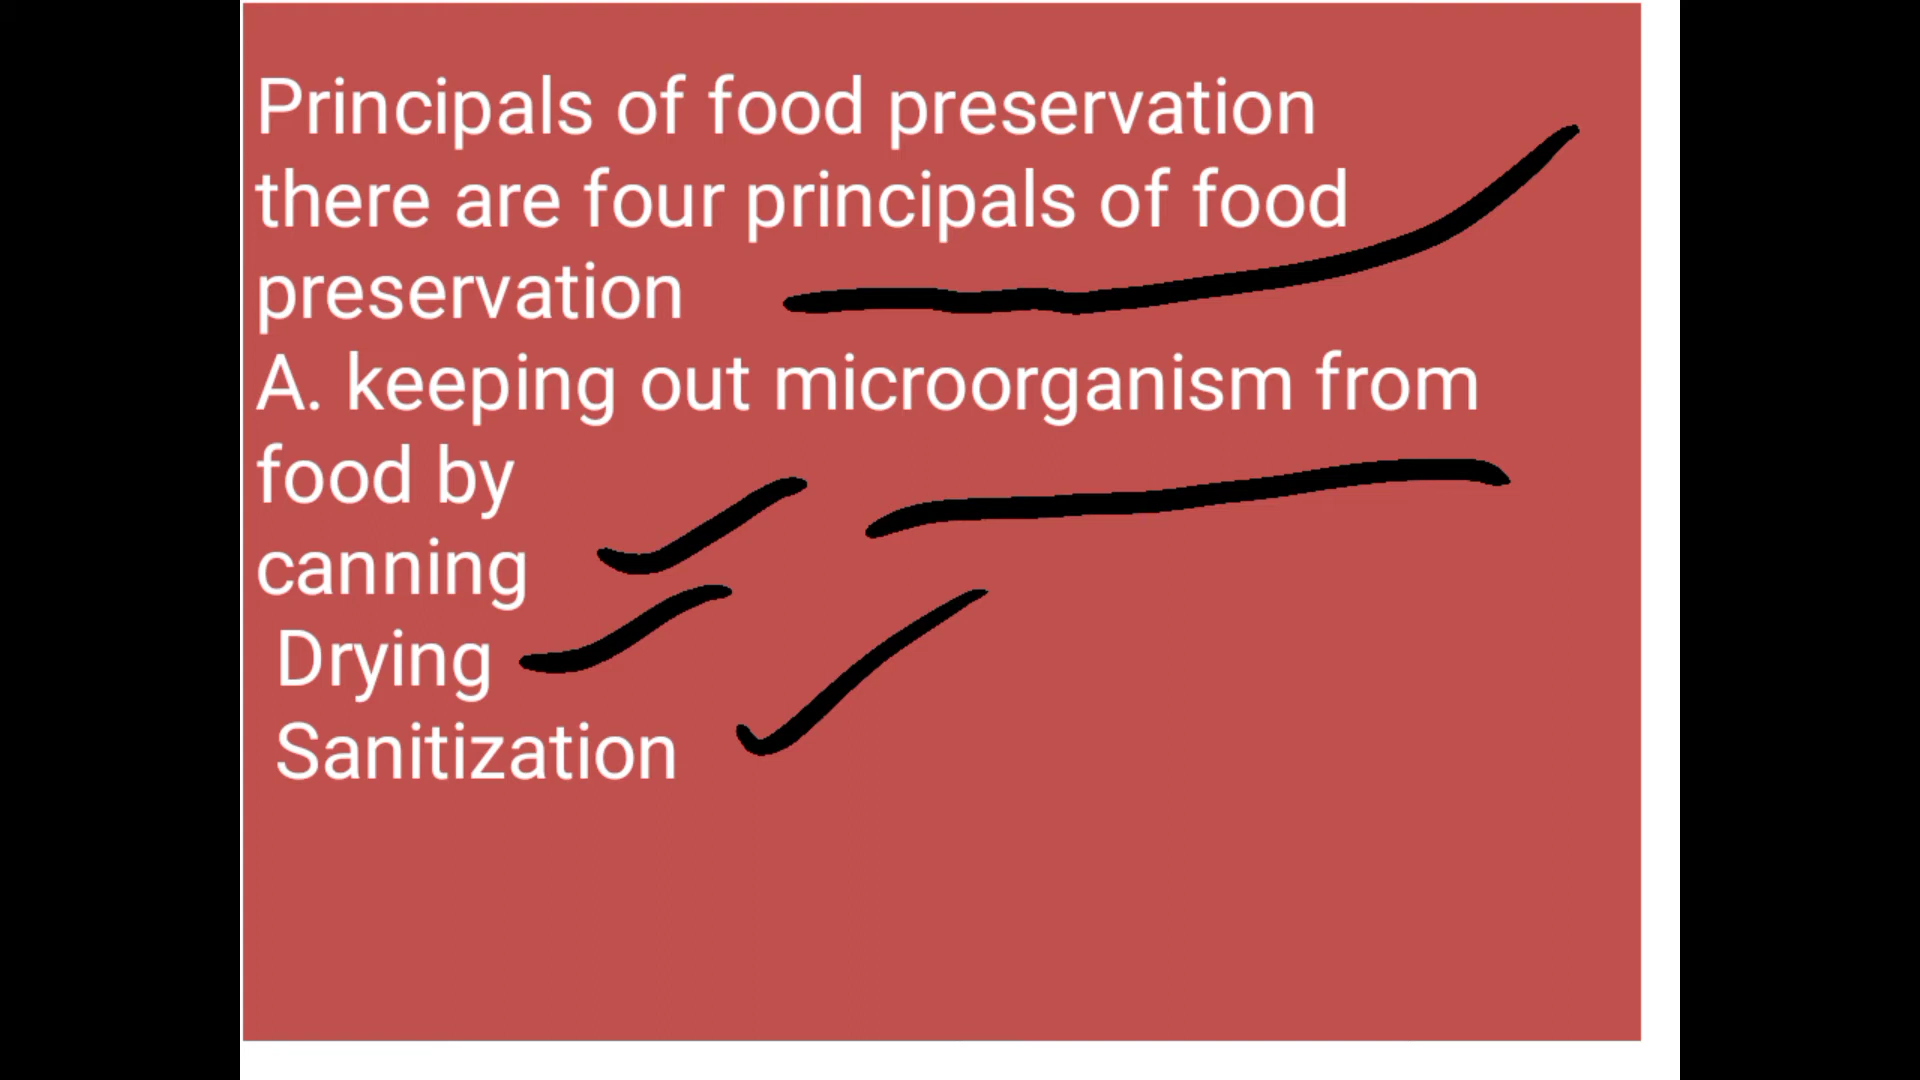 Principals of food preservation
there are four principals of food
preservation
A. keeping out microorganism from
food by
canning
Drying
Sanitization